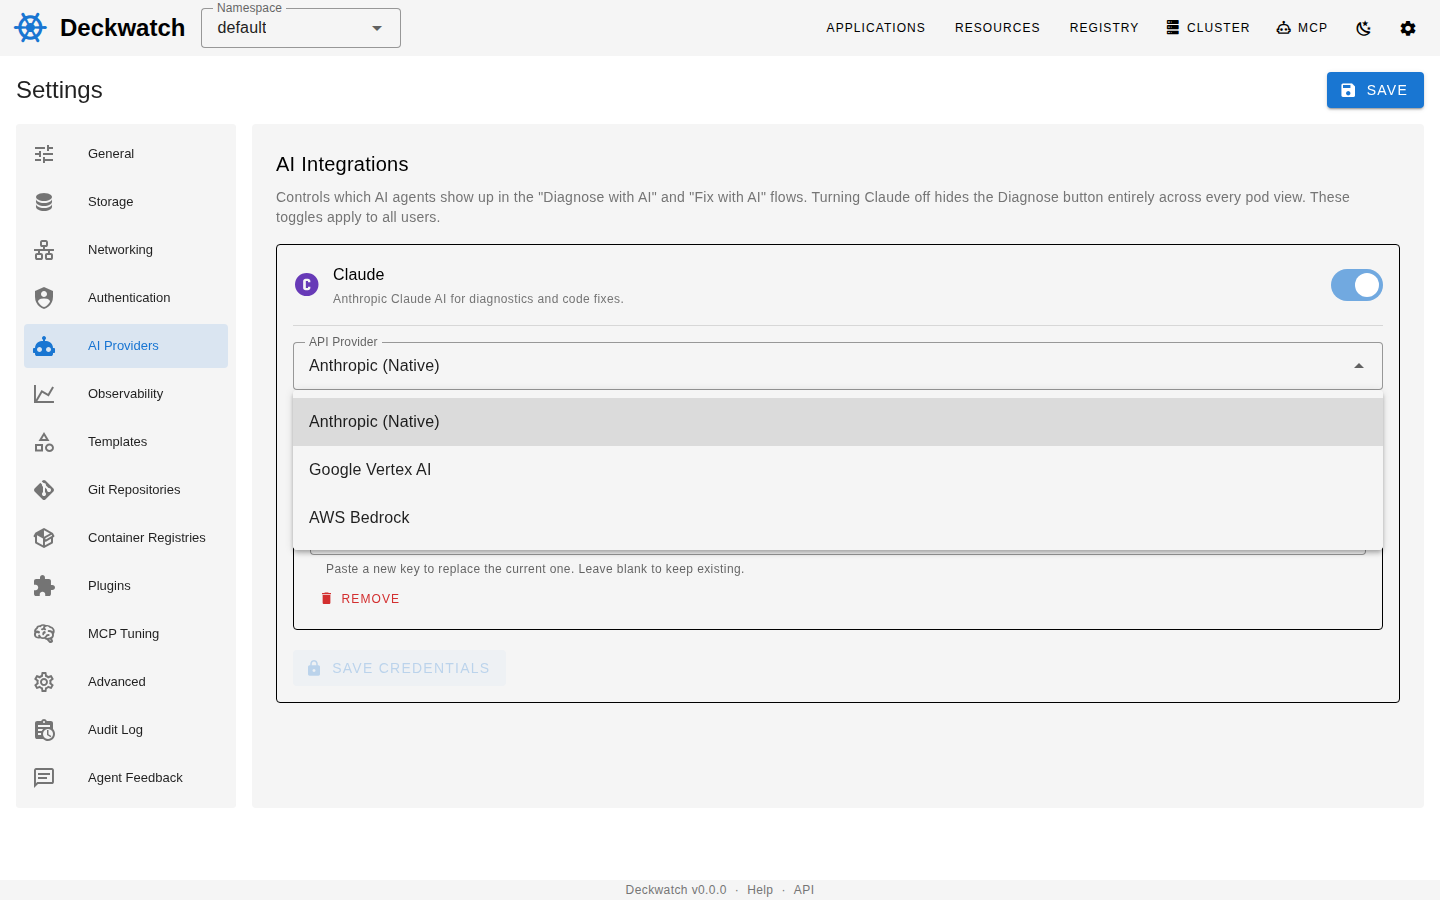 Deckwatch
Namespace
default
APPLICATIONS
RESOURCES
REGISTRY
CLUSTER
MCP
Settings
SAVE
General
Storage
Networking
Authentication
AI Providers
Observability
Templates
Git Repositories
Container Registries
Plugins
MCP Tuning
Advanced
Audit Log
Agent Feedback
AI Integrations
Controls which AI agents show up in the "Diagnose with AI" and "Fix with AI" flows. Turning Claude off hides the Diagnose button entirely across every pod view. These
toggles apply to all users.
C
Claude
Anthropic Claude AI for diagnostics and code fixes.
API Provider
Anthropic (Native)
Anthropic (Native)
Google Vertex AI
AWS Bedrock
Paste a new key to replace the current one. Leave blank to keep existing.
REMOVE
SAVE CREDENTIALS
Deckwatch v0.0.0 · Help · API